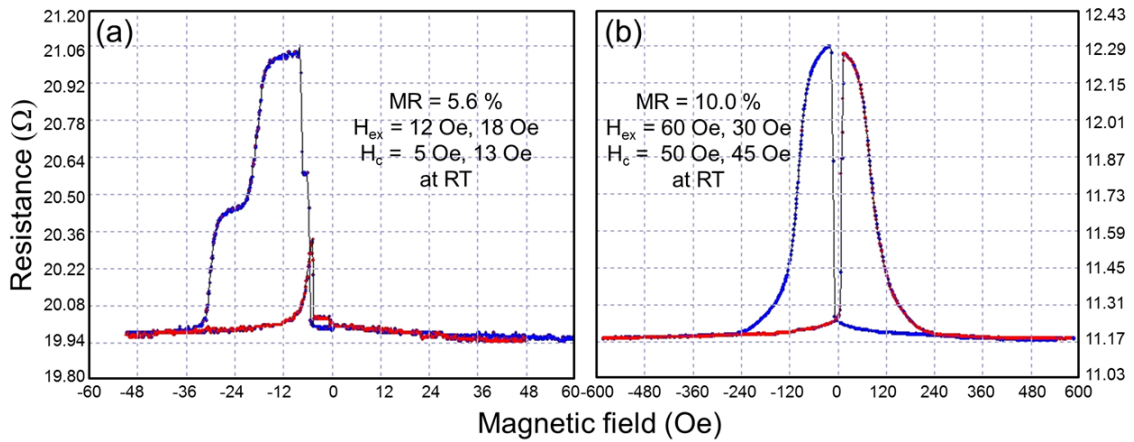 (a)
MR = 5.6 %
Hex = 12 Oe, 18 Oe
Hc = 5 Oe, 13 Oe
at RT
21.20
21.06
20.92
20.78
20.64
20.50
20.36
20.22
20.08
19.94
19.80
-60 -48 -36 -24 -12 0 12 24 36 48 60
(b)
MR = 10.0 %
Hex = 60 Oe, 30 Oe
Hc = 50 Oe, 45 Oe
at RT
12.43
12.29
12.15
12.01
11.87
11.73
11.59
11.45
11.31
11.17
11.03
-600 -480 -360 -240 -120 0 120 240 360 480 600
Resistance (Ω)
Magnetic field (Oe)